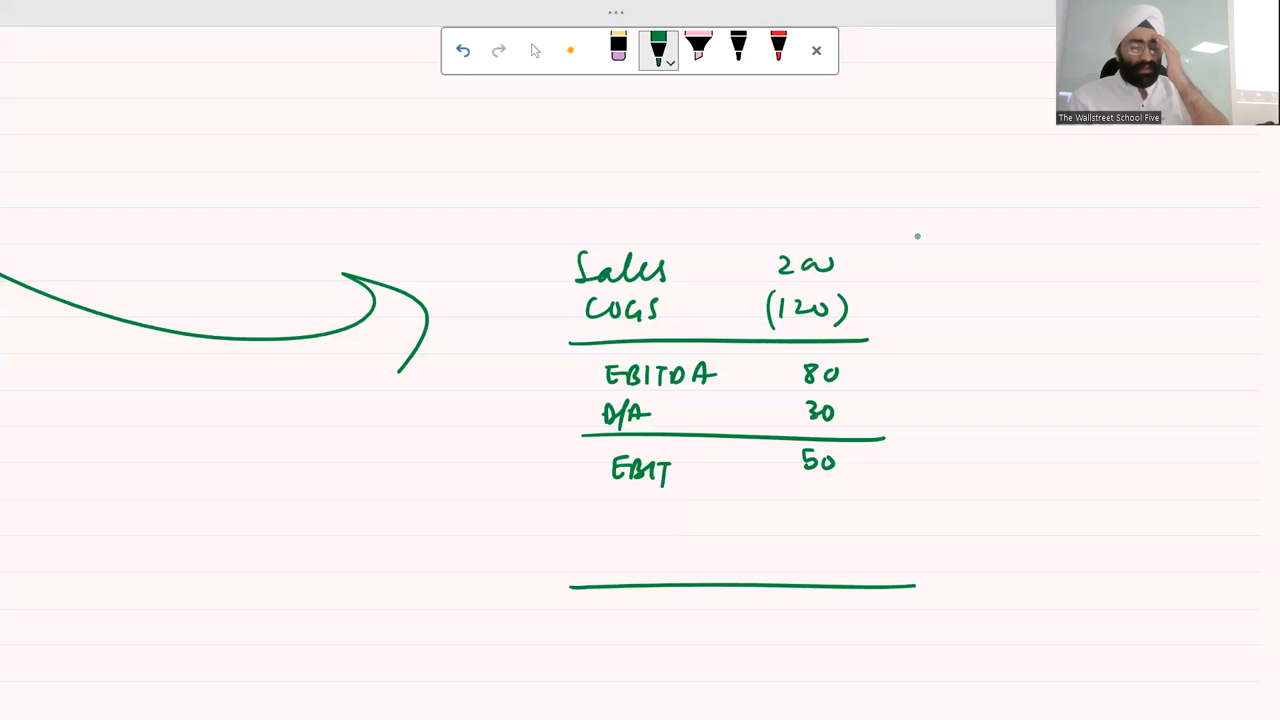 The Wallstreet School Five
Sales 200
COGS (120)
EBITDA 80
D/A 30
EBIT 50